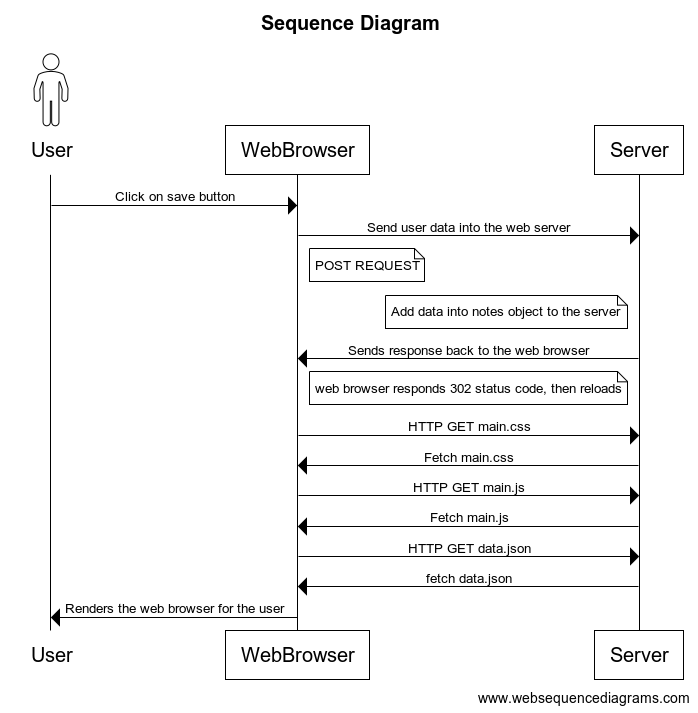 Sequence Diagram
User
WebBrowser
Server
Click on save button
Send user data into the web server
POST REQUEST
Add data into notes object to the server
Sends response back to the web browser
web browser responds 302 status code, then reloads
HTTP GET main.css
Fetch main.css
HTTP GET main.js
Fetch main.js
HTTP GET data.json
fetch data.json
Renders the web browser for the user
User
WebBrowser
Server
www.websequencediagrams.com